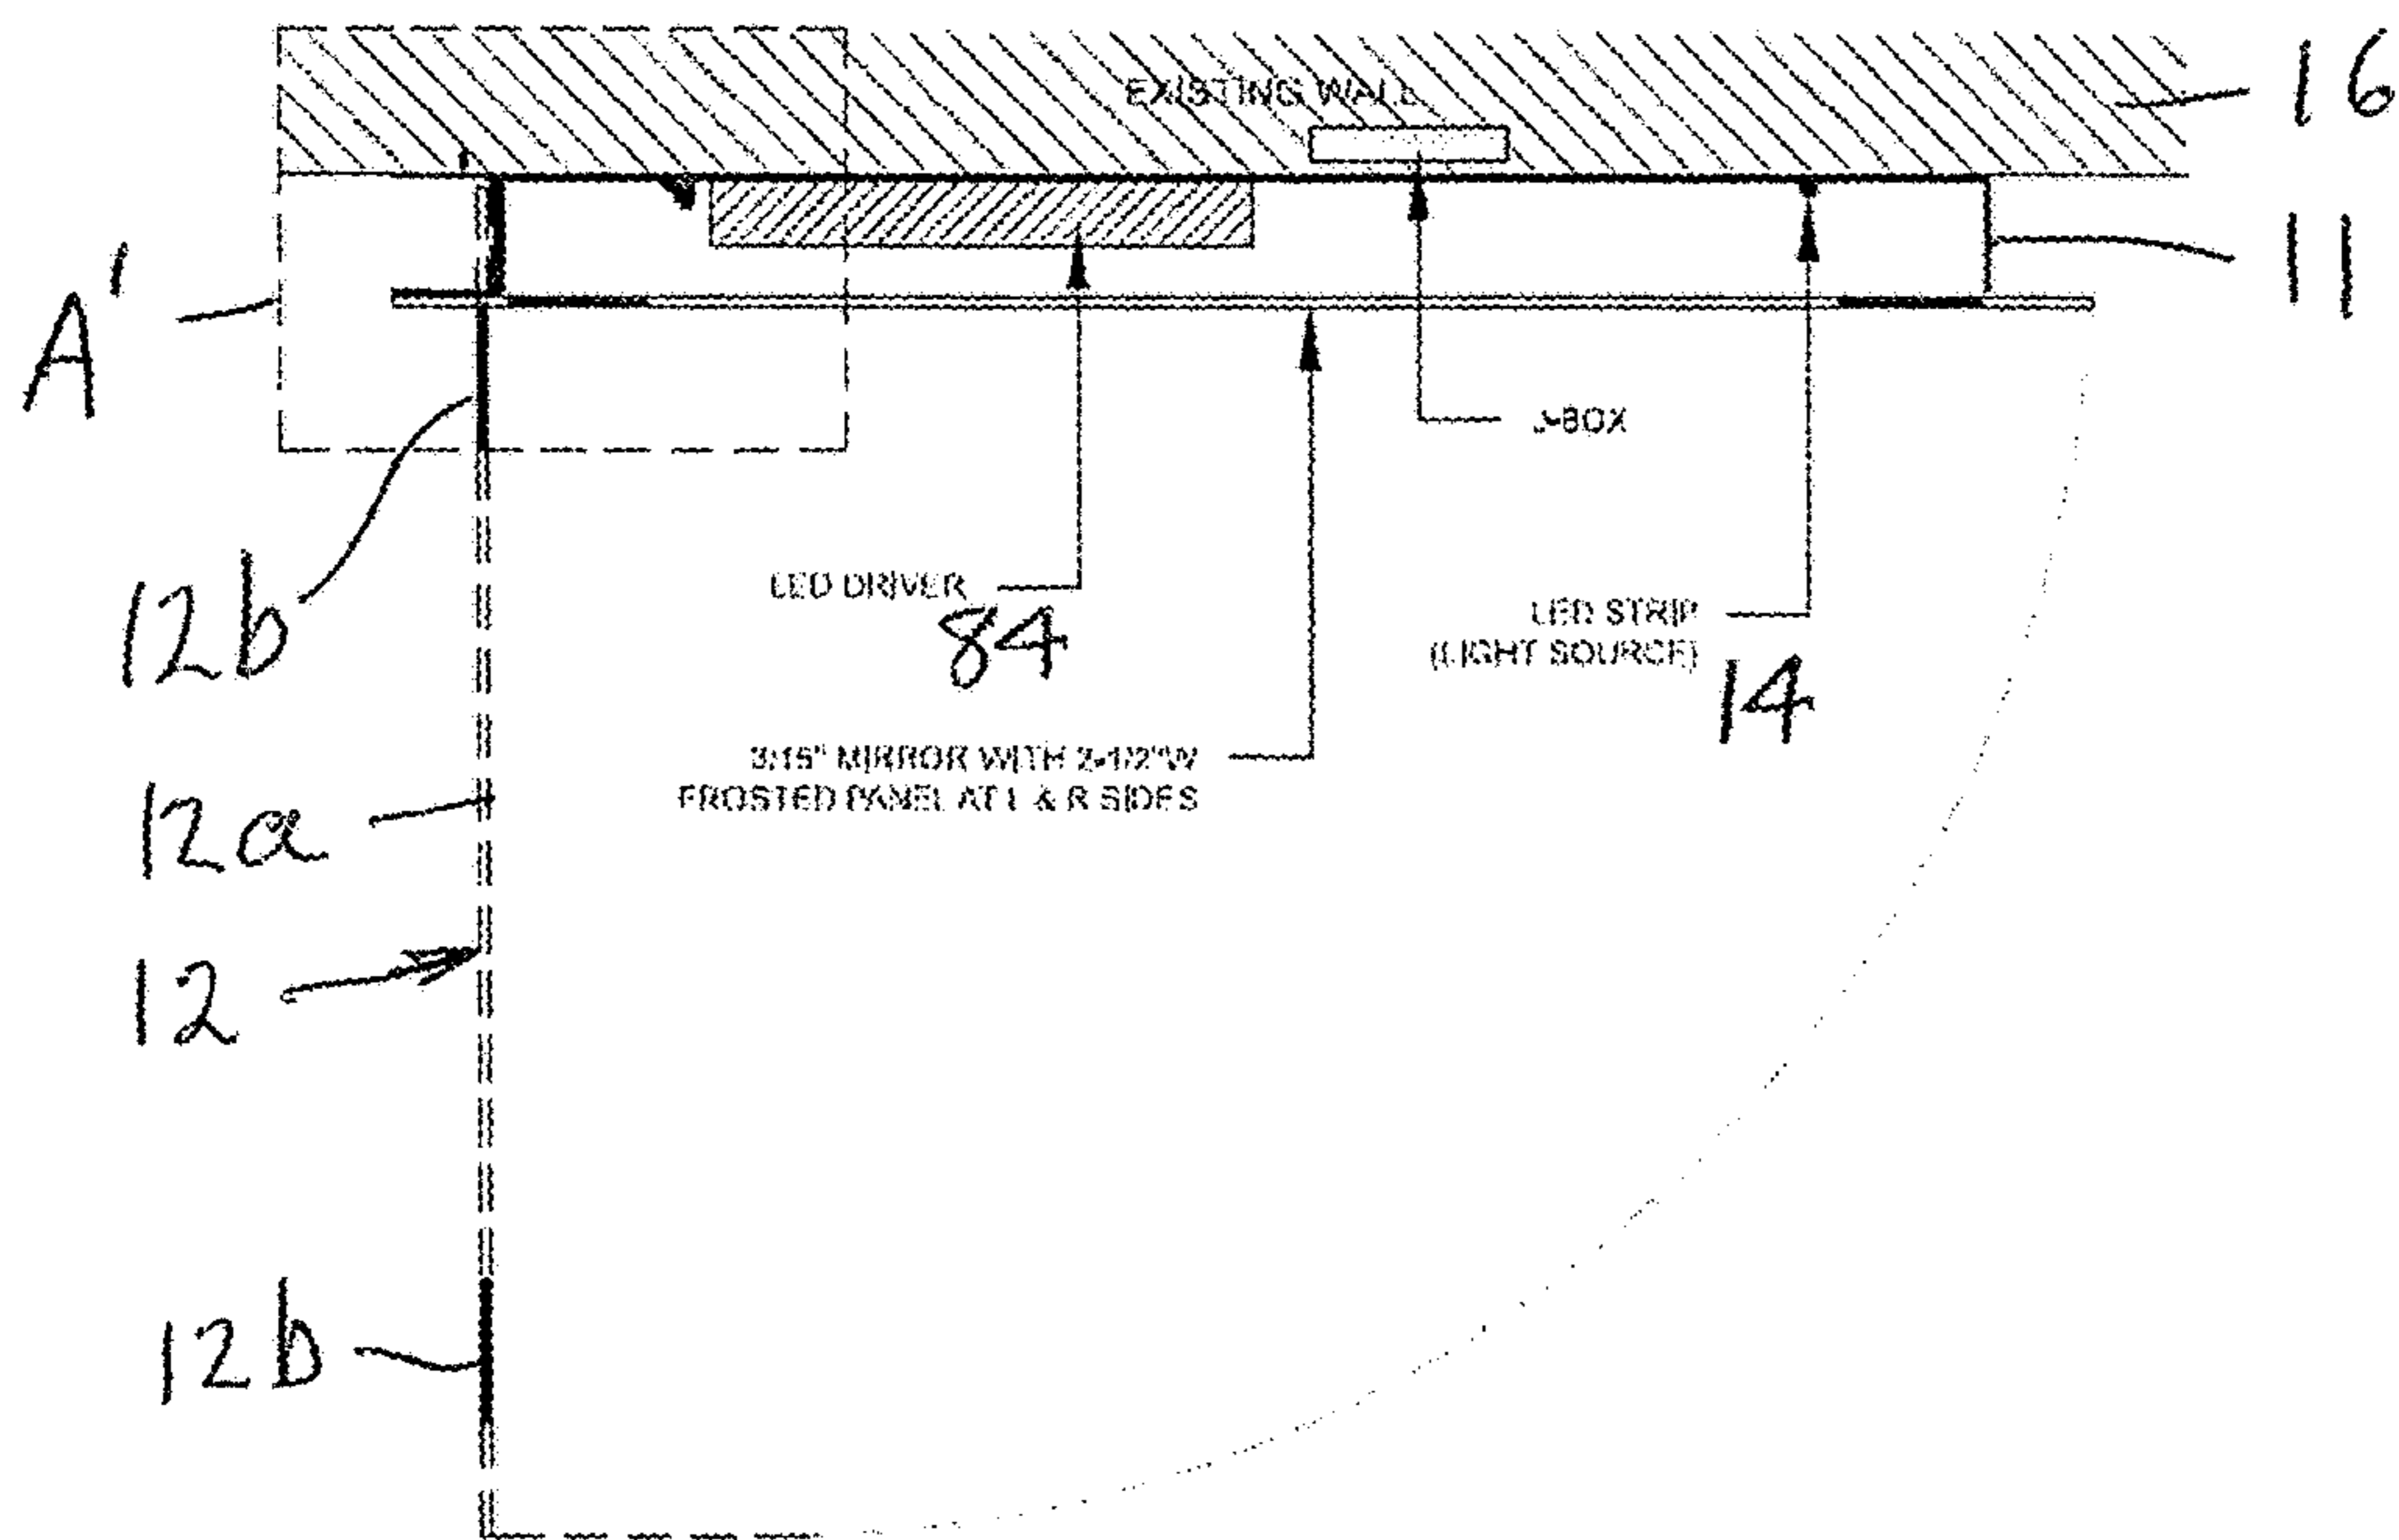 EXISTING WALL
16
11
A'
J-BOX
12b
LED DRIVER
84
LED STRIP
(LIGHT SOURCE)
14
3/16" MIRROR WITH 2-1/2"W
FROSTED PANEL AT L & R SIDES
12a
12
12b